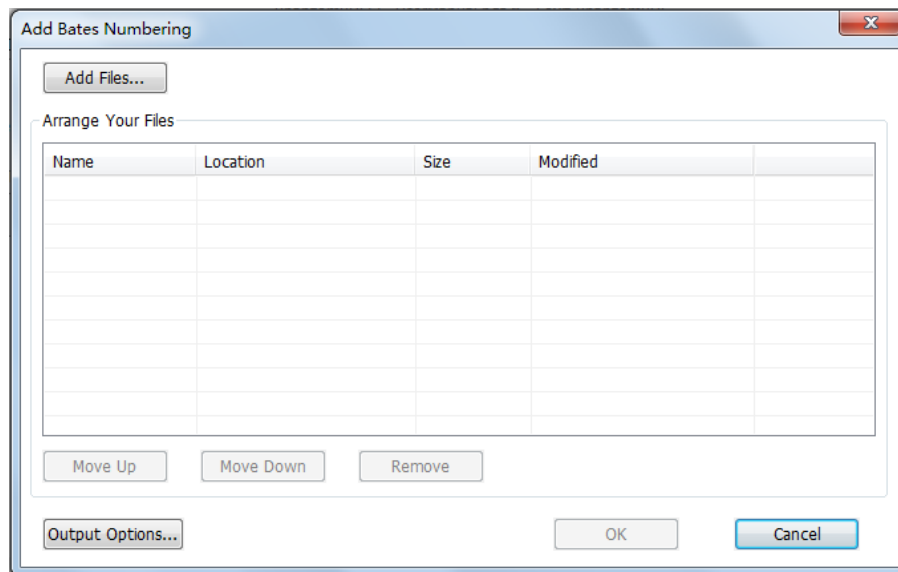 Add Bates Numbering
Add Files...
Arrange Your Files
Name Location Size Modified
Move Up Move Down Remove
Output Options... OK Cancel